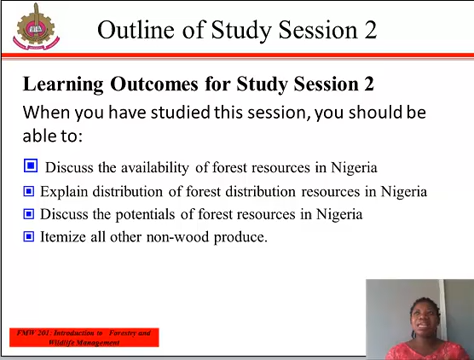 Outline of Study Session 2
Learning Outcomes for Study Session 2
When you have studied this session, you should be
able to:
Discuss the availability of forest resources in Nigeria
Explain distribution of forest distribution resources in Nigeria
Discuss the potentials of forest resources in Nigeria
Itemize all other non-wood produce.
FMW 201: Introduction to Forestry and
Wildlife Management